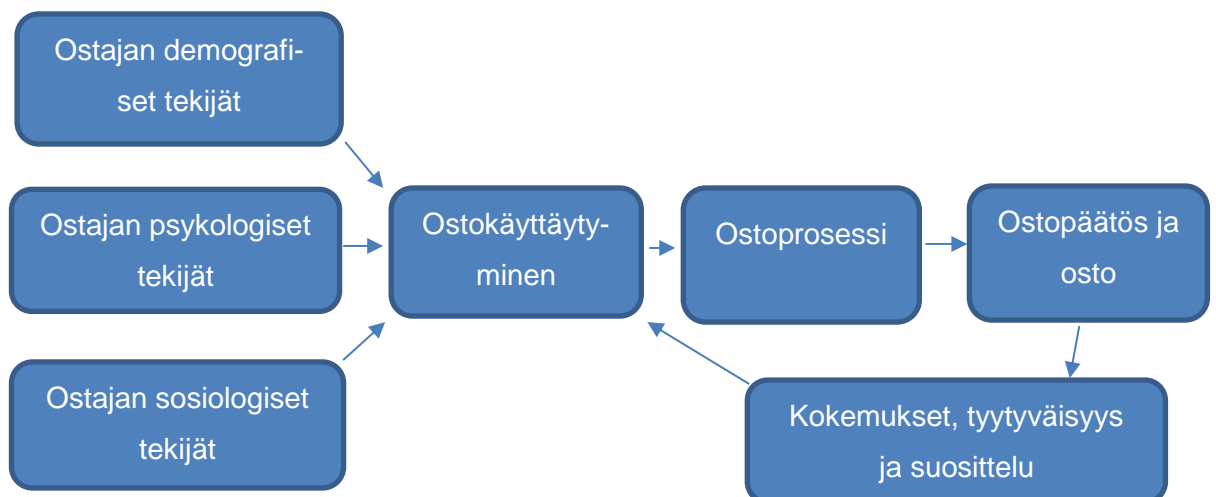 Ostajan demografi-
set tekijät
Ostajan psykologiset
tekijät
Ostajan sosiologiset
tekijät
Ostokäyttäyty-
minen
Ostoprosessi
Ostopäätös ja
osto
Kokemukset, tyytyväisyys
ja suosittelu